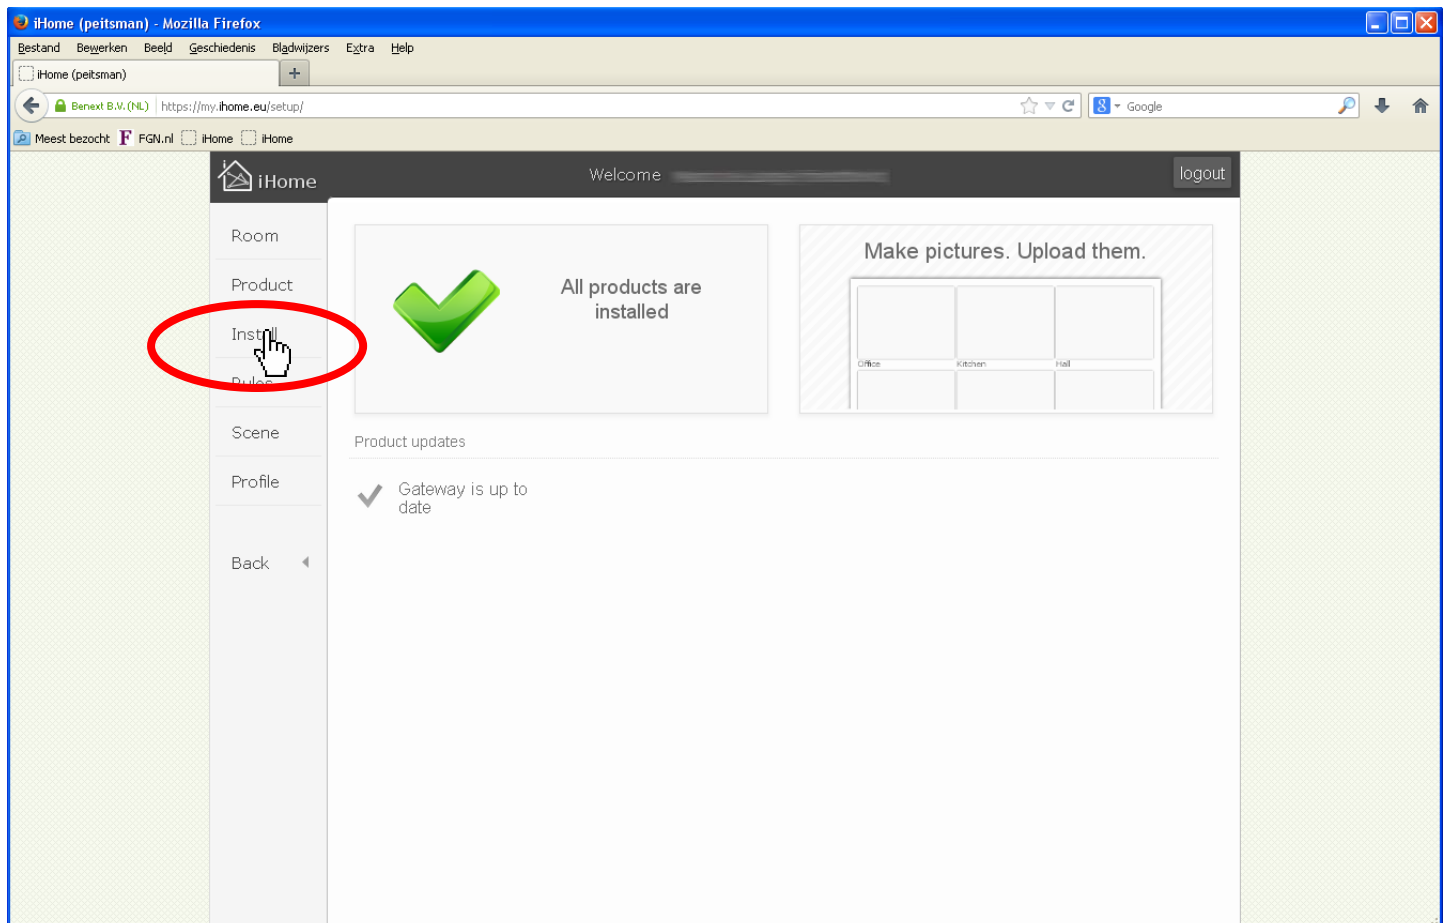 iHome (peitsman) - Mozilla Firefox
Bestand Bewerken Beeld Geschiedenis Bladwijzers Extra Help
iHome (peitsman)
Benext B.V. (NL) https://my.ihome.eu/setup/ Google
Meest bezocht FGN.nl iHome iHome
iHome Welcome logout
Room
Product
Install
Rules
Scene
Profile
Back
All products are
installed
Make pictures. Upload them.
Office Kitchen Hall
Product updates
Gateway is up to
date